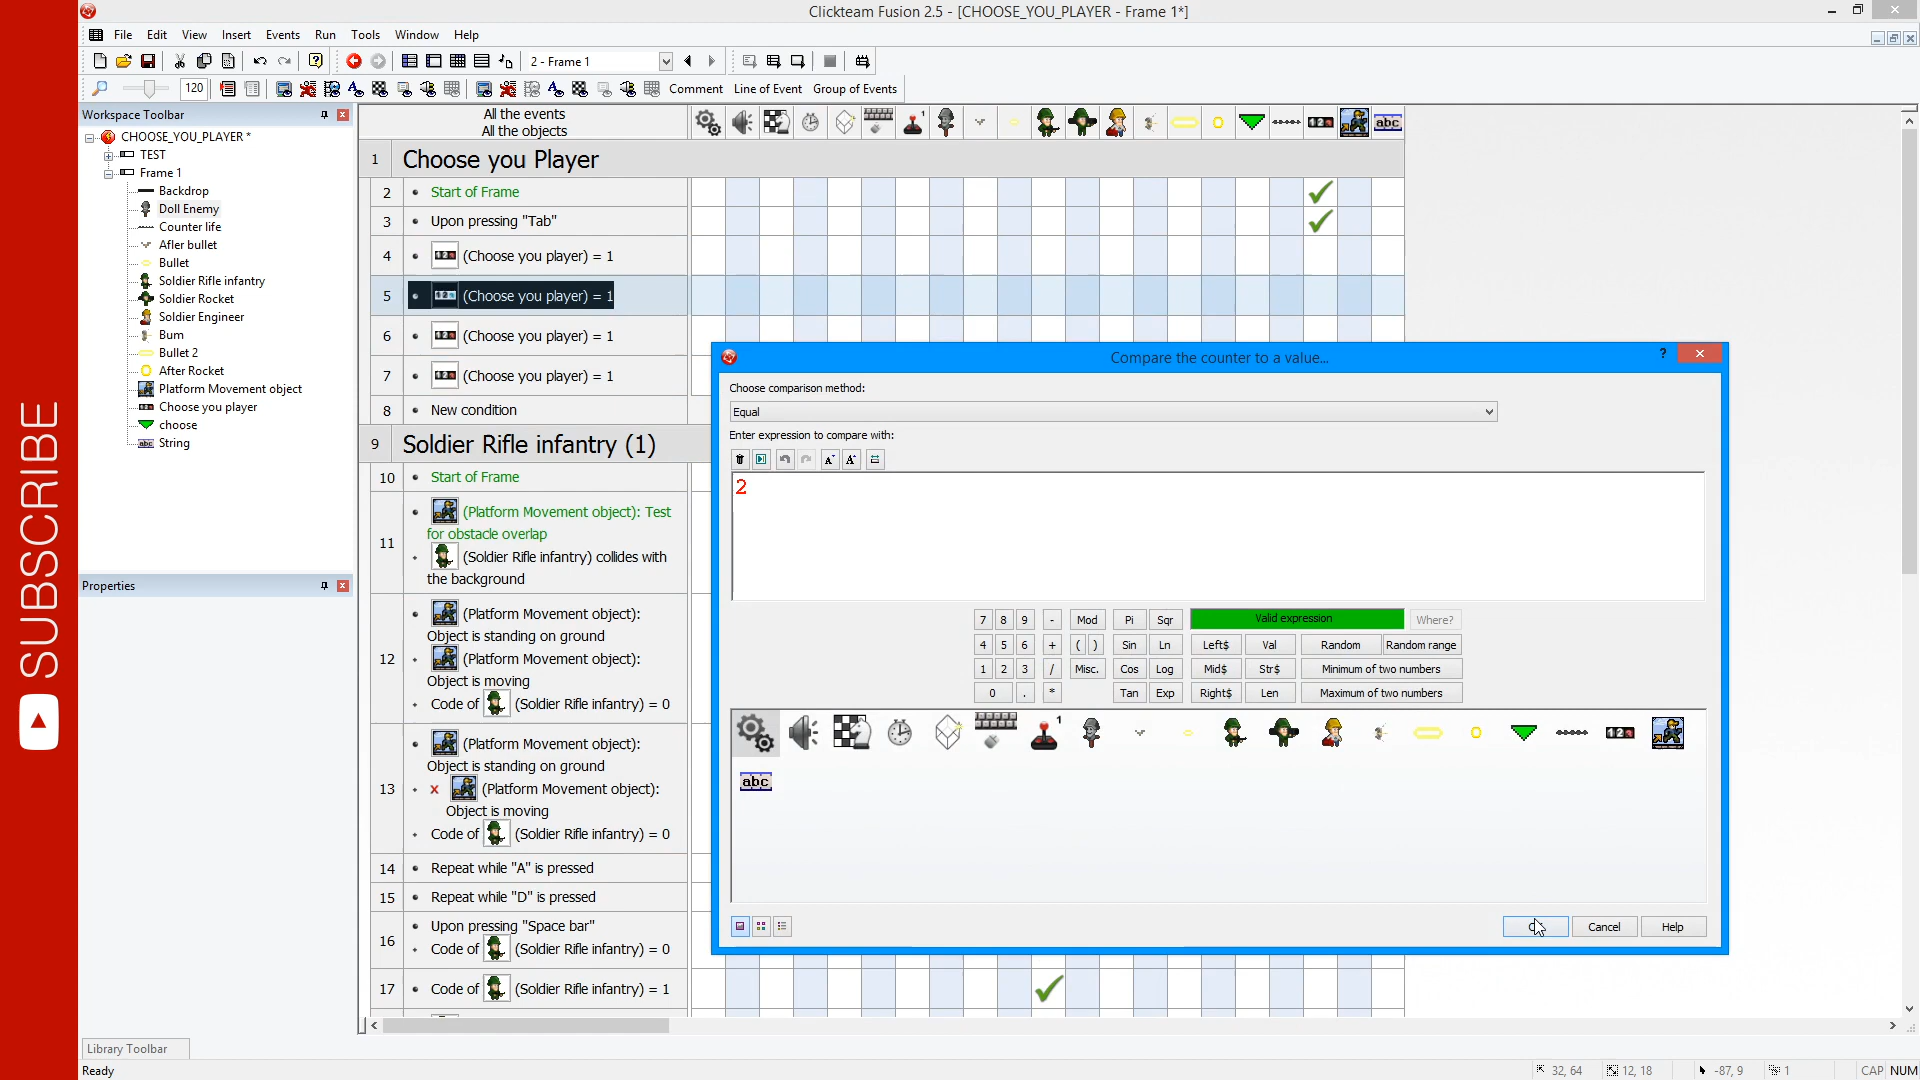 Clickteam Fusion 2.5 - [CHOOSE_YOU_PLAYER - Frame 1*]
File Edit View Insert Events Run Tools Window Help
2 - Frame 1
120
Comment Line of Event Group of Events
Workspace Toolbar
CHOOSE_YOU_PLAYER *
TEST
Frame 1
Backdrop
Doll Enemy
Counter life
Afler bullet
Bullet
Soldier Rifle infantry
Soldier Rocket
Soldier Engineer
Bum
Bullet 2
After Rocket
Platform Movement object
Choose you player
choose
String
Properties
Library Toolbar
Ready
SUBSCRIBE
All the events
All the objects
1 Choose you Player
2 Start of Frame
3 Upon pressing "Tab"
4 (Choose you player) = 1
5 (Choose you player) = 1
6 (Choose you player) = 1
7 (Choose you player) = 1
8 New condition
9 Soldier Rifle infantry (1)
10 Start of Frame
11 (Platform Movement object): Test
for obstacle overlap
(Soldier Rifle infantry) collides with
the background
12 (Platform Movement object):
Object is standing on ground
(Platform Movement object):
Object is moving
Code of (Soldier Rifle infantry) = 0
13 (Platform Movement object):
Object is standing on ground
X (Platform Movement object):
Object is moving
Code of (Soldier Rifle infantry) = 0
14 Repeat while "A" is pressed
15 Repeat while "D" is pressed
16 Upon pressing "Space bar"
Code of (Soldier Rifle infantry) = 0
17 Code of (Soldier Rifle infantry) = 1
Compare the counter to a value...
Choose comparison method:
Equal
Enter expression to compare with:
2
7 8 9 - Mod Pi Sqr Valid expression Where?
4 5 6 + ( ) Sin Ln Left$ Val Random Random range
1 2 3 / Misc. Cos Log Mid$ Str$ Minimum of two numbers
0 . * Tan Exp Right$ Len Maximum of two numbers
abc
Cancel Help
32, 64 12, 18 -87, 9 1 CAP NUM